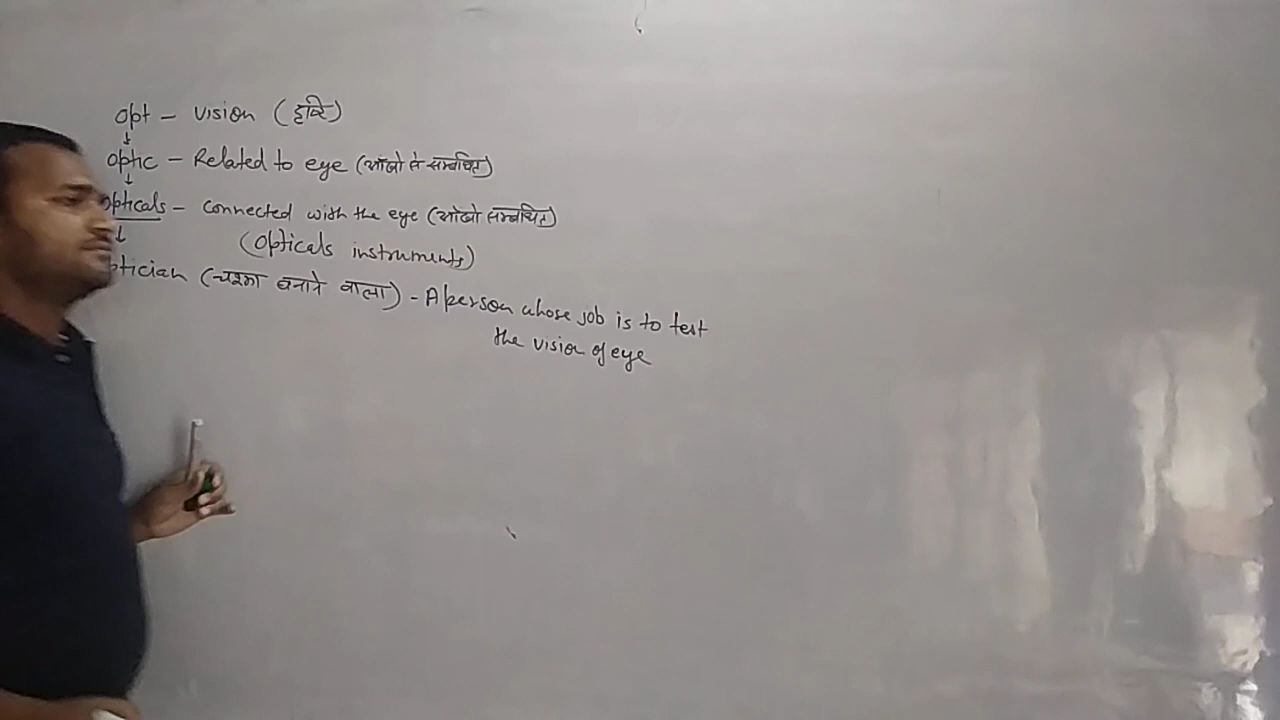 opt – vision (दृष्टि)
optic – Related to eye (आँखो से सम्बंधित)
opticals – connected with the eye (आँखो सम्बंधित)
(opticals instruments)
ptician (चश्मा बनाने वाला) – A person whose job is to test
the vision of eye